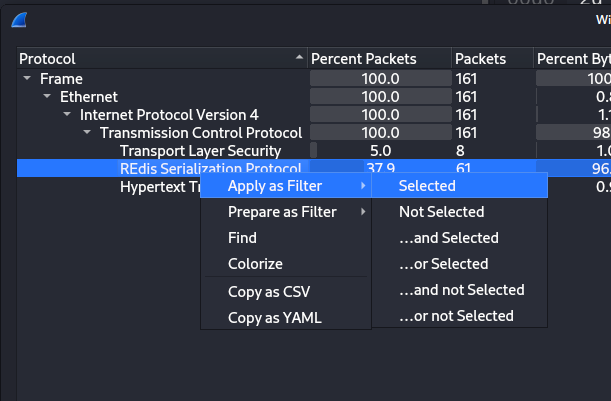 Wi
Protocol Percent Packets Packets Percent Byt
Frame 100.0 161 100
Ethernet 100.0 161 0.8
Internet Protocol Version 4 100.0 161 1.
Transmission Control Protocol 100.0 161 98
Transport Layer Security 5.0 8 1.0
REdis Serialization Protocol 37.9 61 96.
Hypertext Tr 0.9
Apply as Filter Selected
Prepare as Filter Not Selected
Find ...and Selected
Colorize ...or Selected
Copy as CSV ...and not Selected
Copy as YAML ...or not Selected